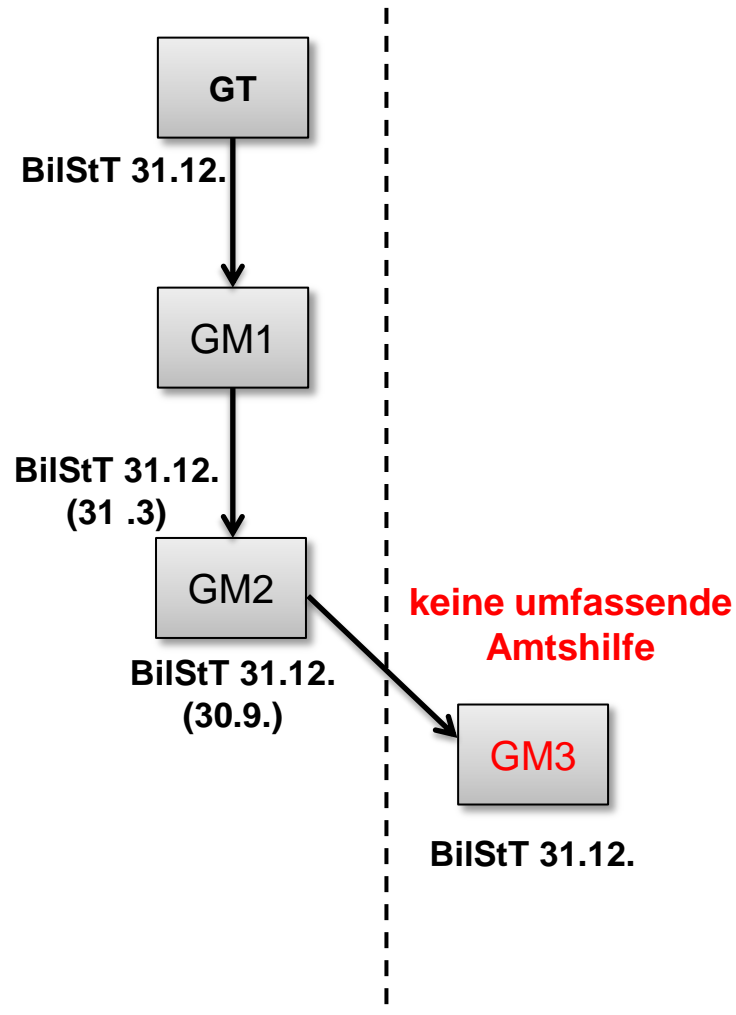 GT
BilStT 31.12.
GM1
BilStT 31.12.
(31 .3)
GM2
BilStT 31.12.
(30.9.)
keine umfassende
Amtshilfe
GM3
BilStT 31.12.